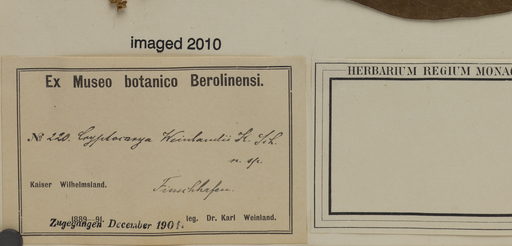 imaged 2010
Ex Museo botanico Berolinensi.
HERBARIUM REGIUM MONAC
№ 220. Cryptocarya Weinlandii K. Sch.
n. sp.
Kaiser Wilhelmsland. Finschhafen.
1889–91. leg. Dr. Karl Weinland.
Zugegangen December 1901.